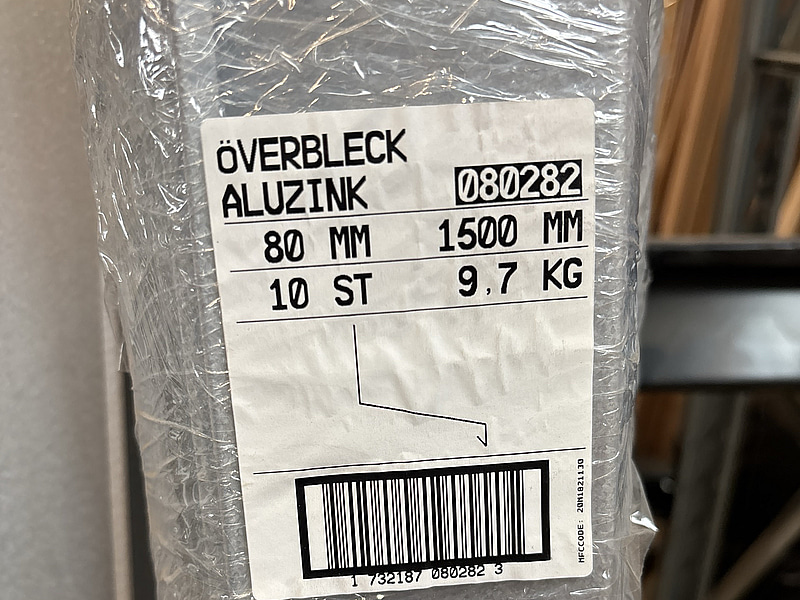 ÖVERBLECK
ALUZINK 080282
80 MM 1500 MM
10 ST 9,7 KG
MFCCODE: 20N1821130
1 732187 080282 3